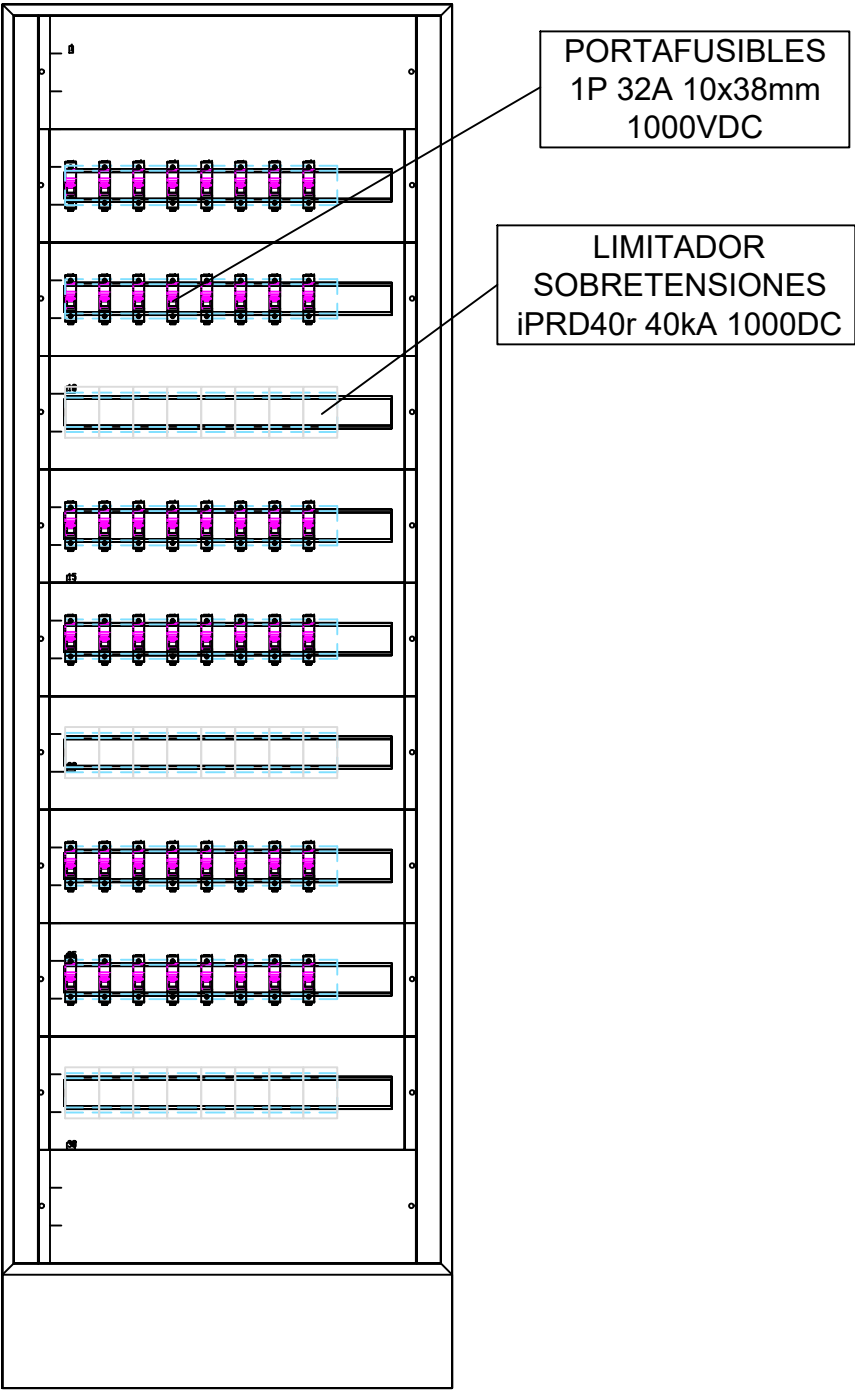 PORTAFUSIBLES
1P 32A 10x38mm
1000VDC
LIMITADOR
SOBRETENSIONES
iPRD40r 40kA 1000DC